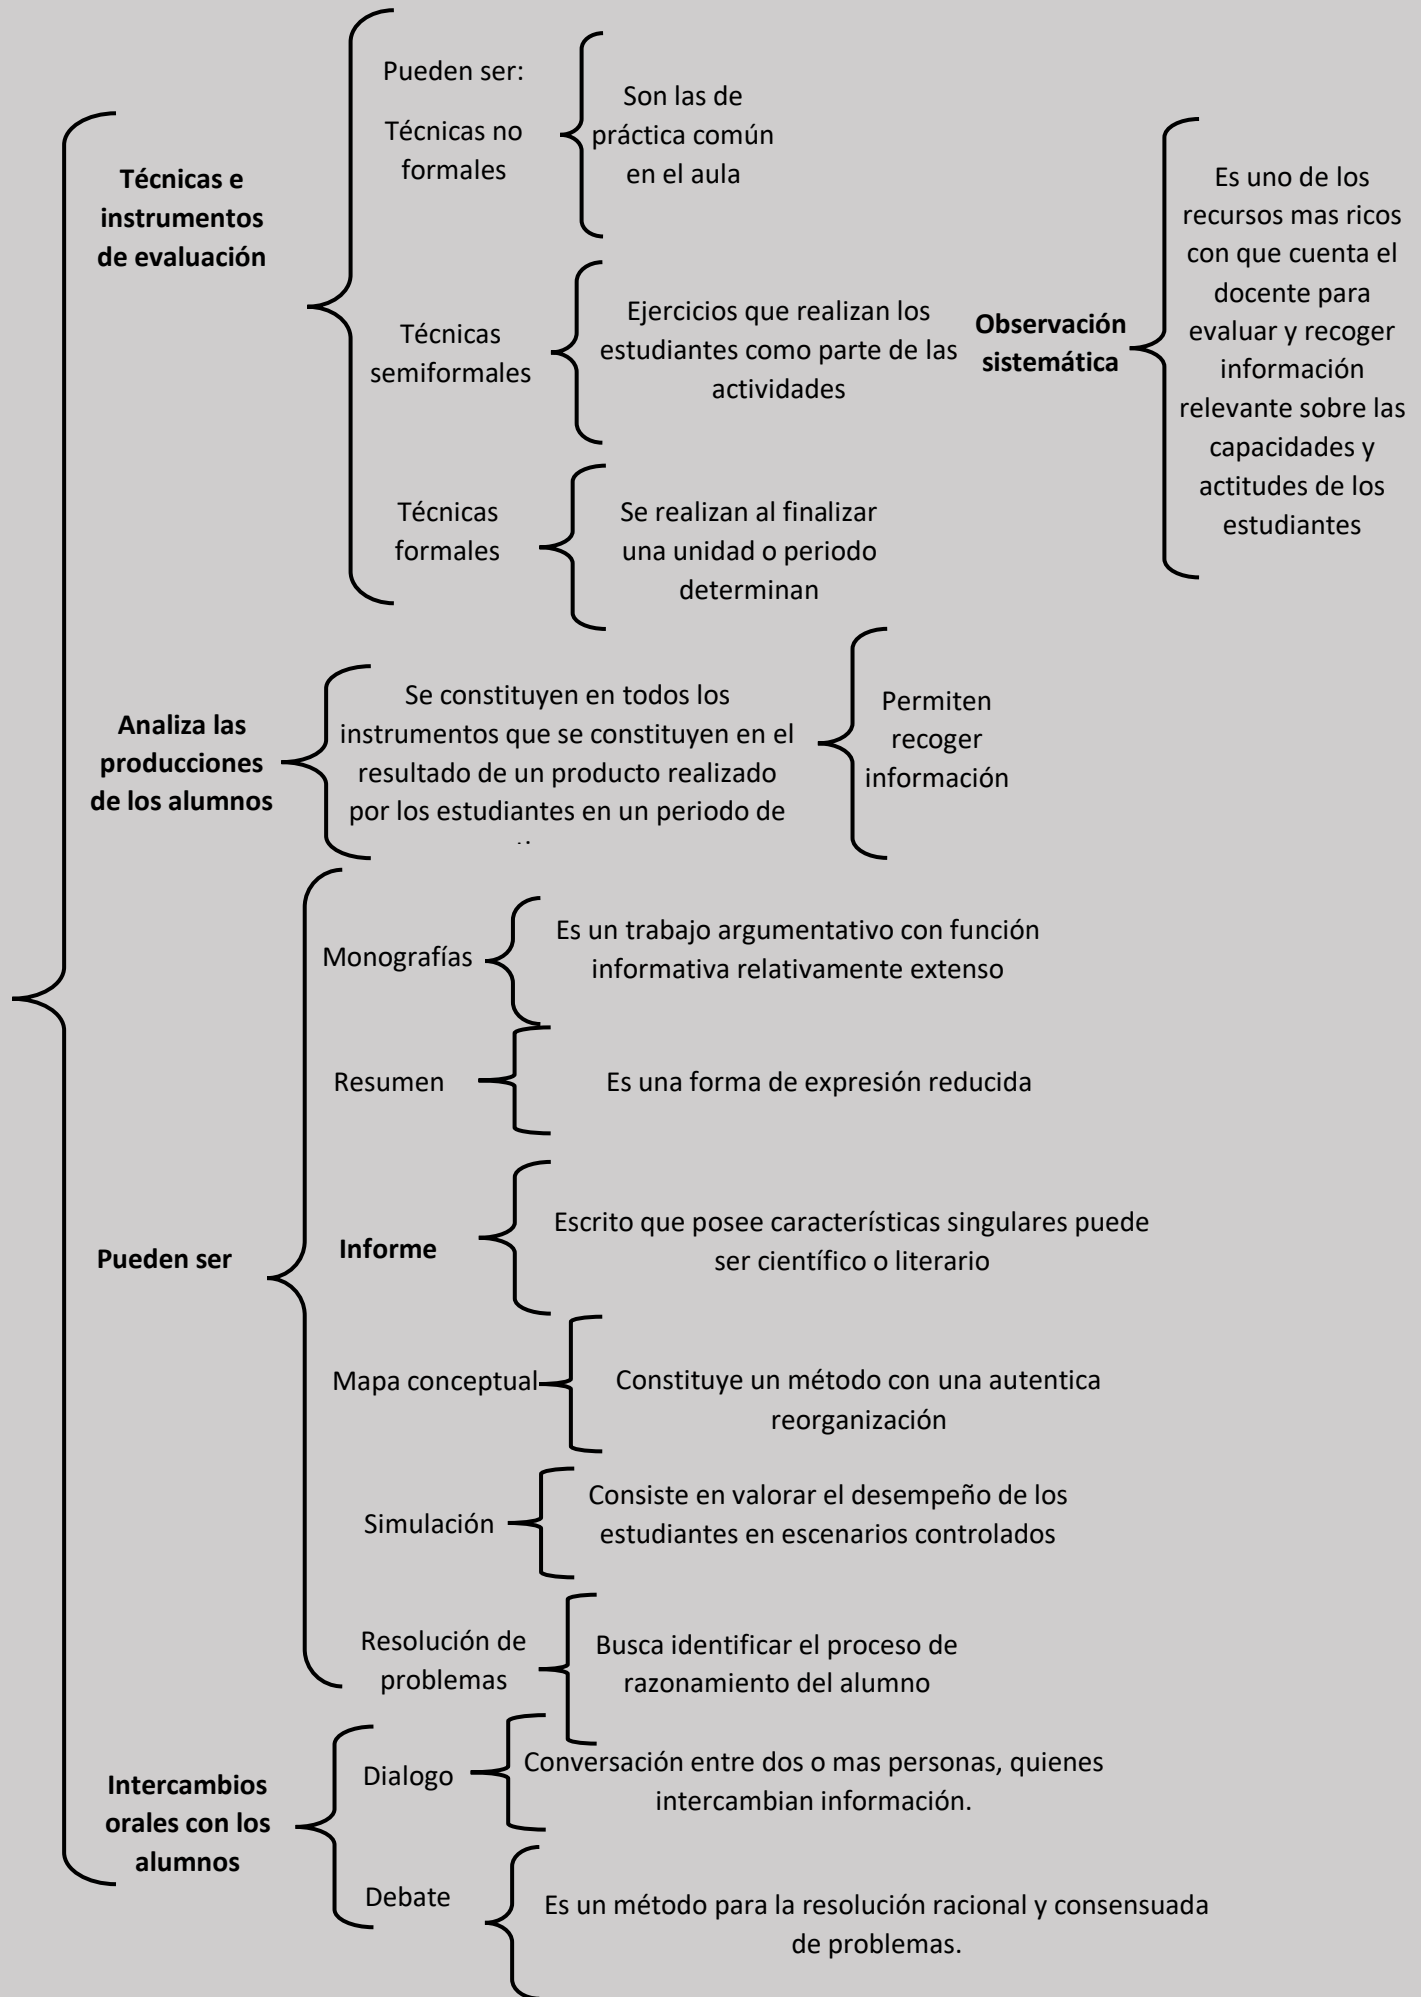 Técnicas e
instrumentos
de evaluación
Pueden ser:
Técnicas no
formales
Son las de
práctica común
en el aula
Técnicas
semiformales
Ejercicios que realizan los
estudiantes como parte de las
actividades
Técnicas
formales
Se realizan al finalizar
una unidad o periodo
determinan
Observación
sistemática
Es uno de los
recursos mas ricos
con que cuenta el
docente para
evaluar y recoger
información
relevante sobre las
capacidades y
actitudes de los
estudiantes
Analiza las
producciones
de los alumnos
Se constituyen en todos los
instrumentos que se constituyen en el
resultado de un producto realizado
por los estudiantes en un periodo de
Permiten
recoger
información
Pueden ser
Monografías
Es un trabajo argumentativo con función
informativa relativamente extenso
Resumen
Es una forma de expresión reducida
Informe
Escrito que posee características singulares puede
ser científico o literario
Mapa conceptual
Constituye un método con una autentica
reorganización
Simulación
Consiste en valorar el desempeño de los
estudiantes en escenarios controlados
Resolución de
problemas
Busca identificar el proceso de
razonamiento del alumno
Intercambios
orales con los
alumnos
Dialogo
Conversación entre dos o mas personas, quienes
intercambian información.
Debate
Es un método para la resolución racional y consensuada
de problemas.